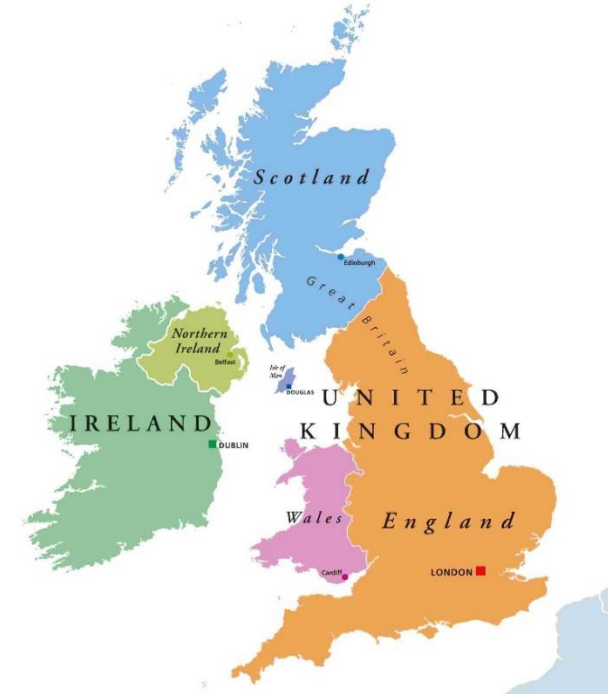 Scotland
Edinburgh
Great Britain
Northern
Ireland
Belfast
Isle of
Man
DOUGLAS
UNITED
KINGDOM
IRELAND
DUBLIN
Wales
England
Cardiff
LONDON